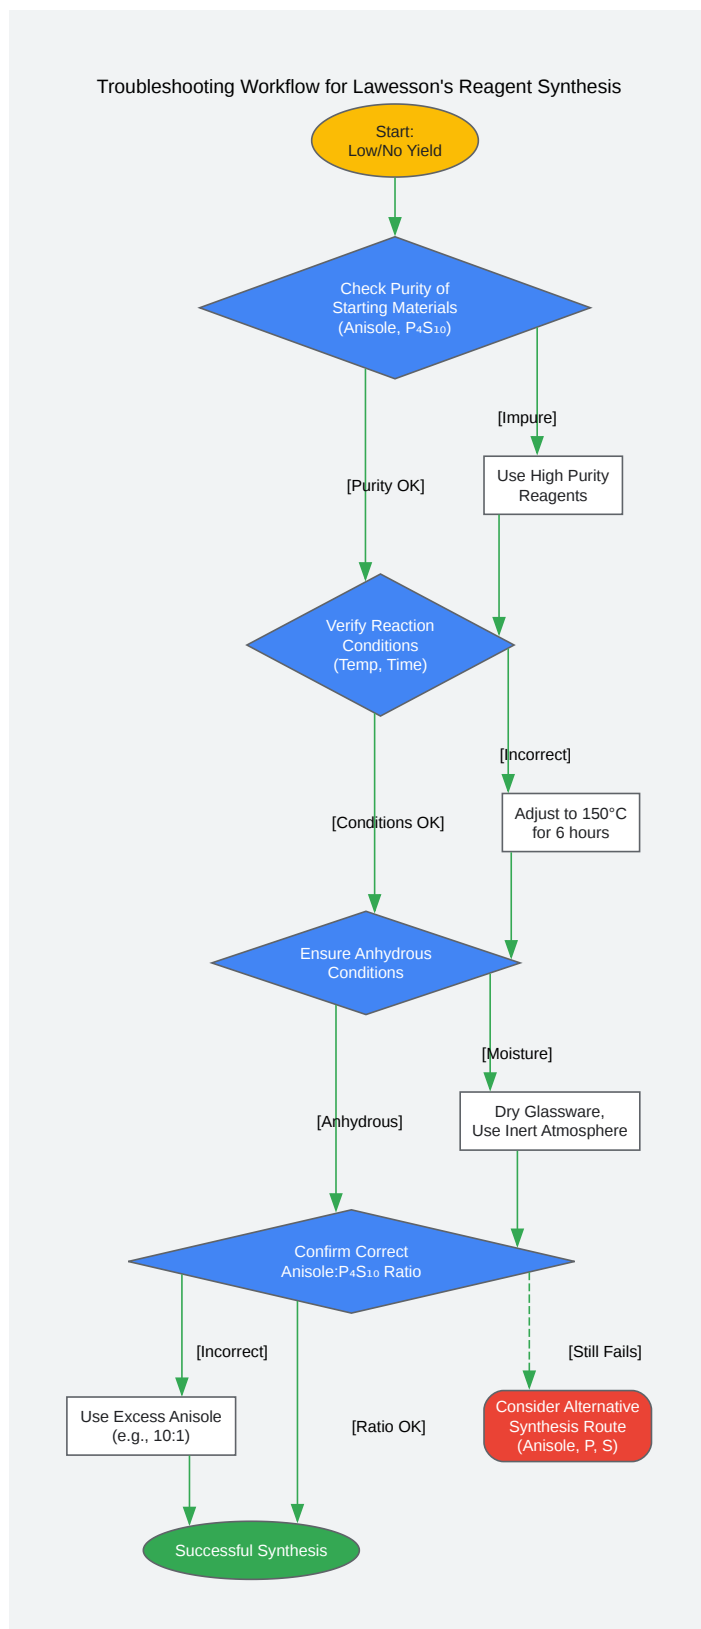 Troubleshooting Workflow for Lawesson's Reagent Synthesis
Start:
Low/No Yield
Check Purity of
Starting Materials
(Anisole, P₄S₁₀)
[Impure]
Use High Purity
Reagents
[Purity OK]
Verify Reaction
Conditions
(Temp, Time)
[Incorrect]
Adjust to 150°C
for 6 hours
[Conditions OK]
Ensure Anhydrous
Conditions
[Moisture]
Dry Glassware,
Use Inert Atmosphere
[Anhydrous]
Confirm Correct
Anisole:P₄S₁₀ Ratio
[Incorrect]
[Still Fails]
Use Excess Anisole
(e.g., 10:1)
[Ratio OK]
Consider Alternative
Synthesis Route
(Anisole, P, S)
Successful Synthesis